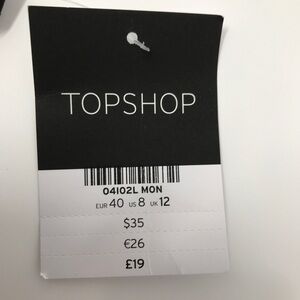 TOPSHOP
04I02L MON
EUR 40 US 8 UK 12
$35
€26
£19